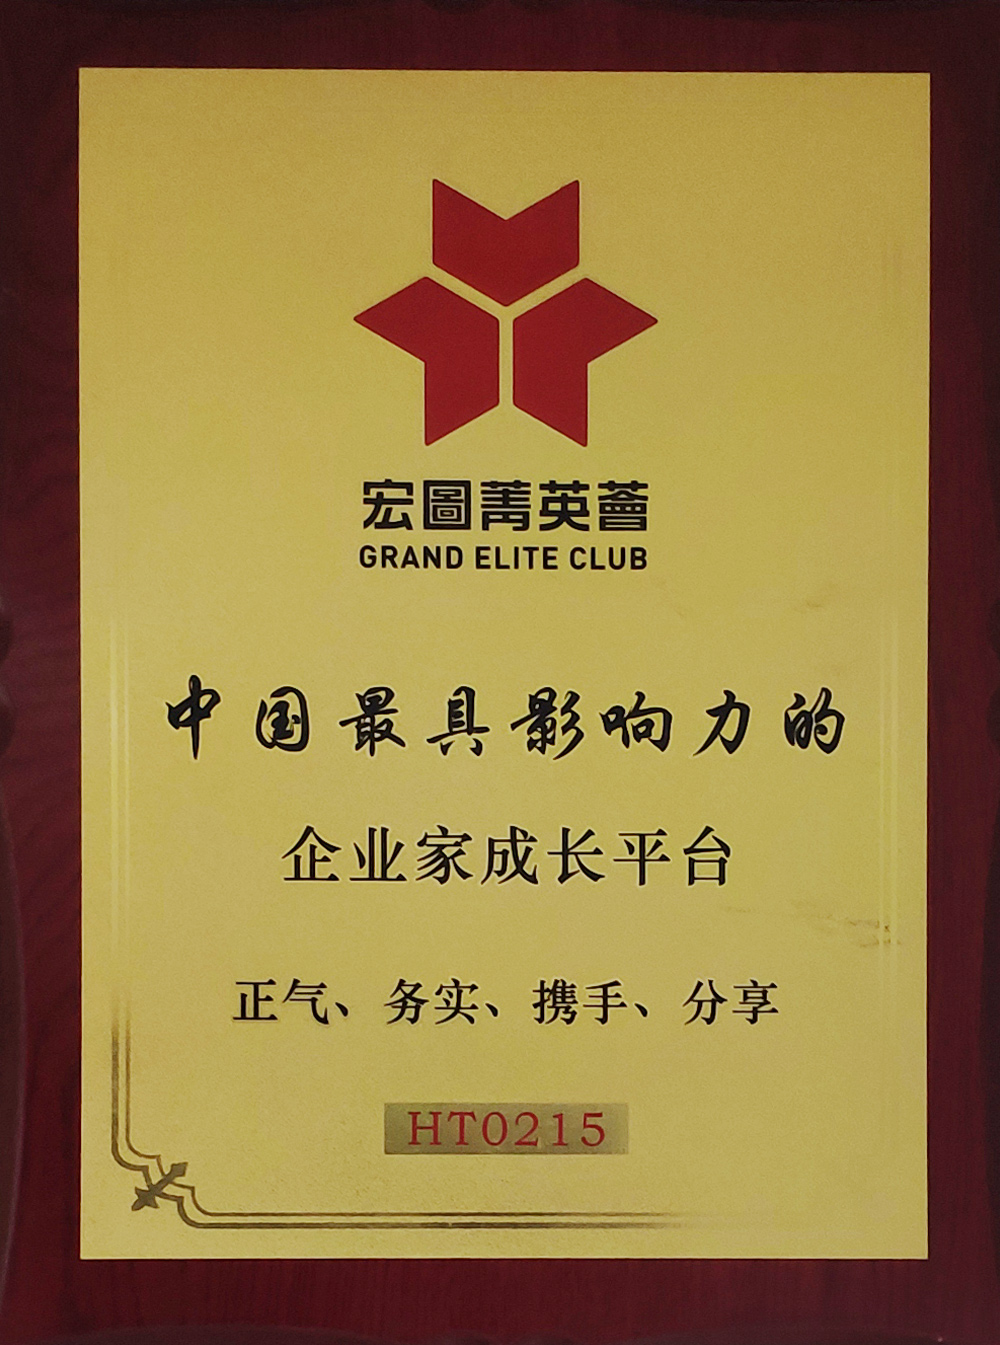 宏圖菁英薈
GRAND ELITE CLUB
中国最具影响力的
企业家成长平台
正气、务实、携手、分享
HT0215